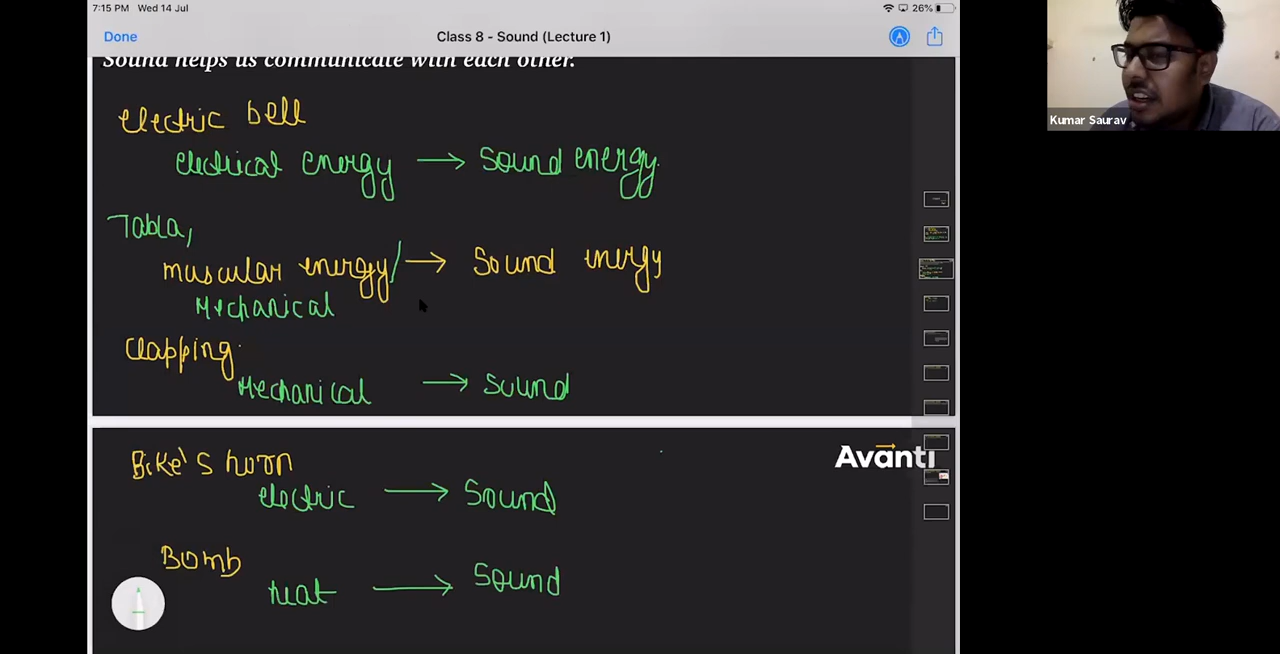 7:15 PM Wed 14 Jul
26%
Done
Class 8 - Sound (Lecture 1)
Sound helps us communicate with each other.
electric bell
electrical energy → Sound energy.
Tabla,
muscular energy/ → Sound energy
Mechanical
Clapping.
Mechanical → Sound
Avanti
Bike's horn
electric → Sound
Bomb
heat → Sound
Kumar Saurav